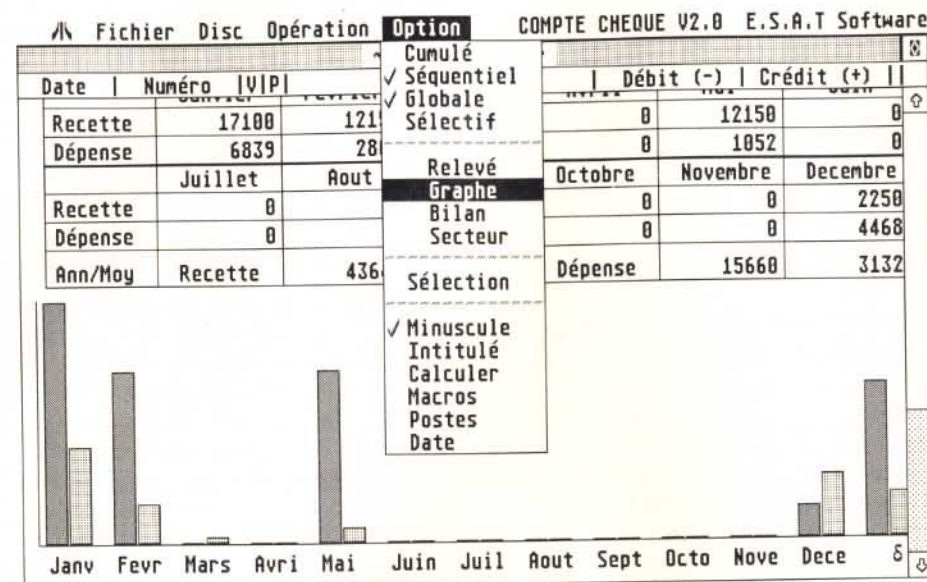 Fichier Disc Opération Option COMPTE CHEQUE V2.0 E.S.A.T Software
Date | Numéro |V|P| | Débit (-) | Crédit (+) ||
Cumulé
✓ Séquentiel
✓ Globale
Sélectif
Relevé
Graphe
Bilan
Secteur
Sélection
✓ Minuscule
Intitulé
Calculer
Macros
Postes
Date
Recette 17100 0 12150 0
Dépense 6839 0 1052 0
Juillet Aout Octobre Novembre Decembre
Recette 0 0 0 2250
Dépense 0 0 0 4468
Ann/Moy Recette Dépense 15660 3132
Janv Fevr Mars Avri Mai Juin Juil Aout Sept Octo Nove Dece δ